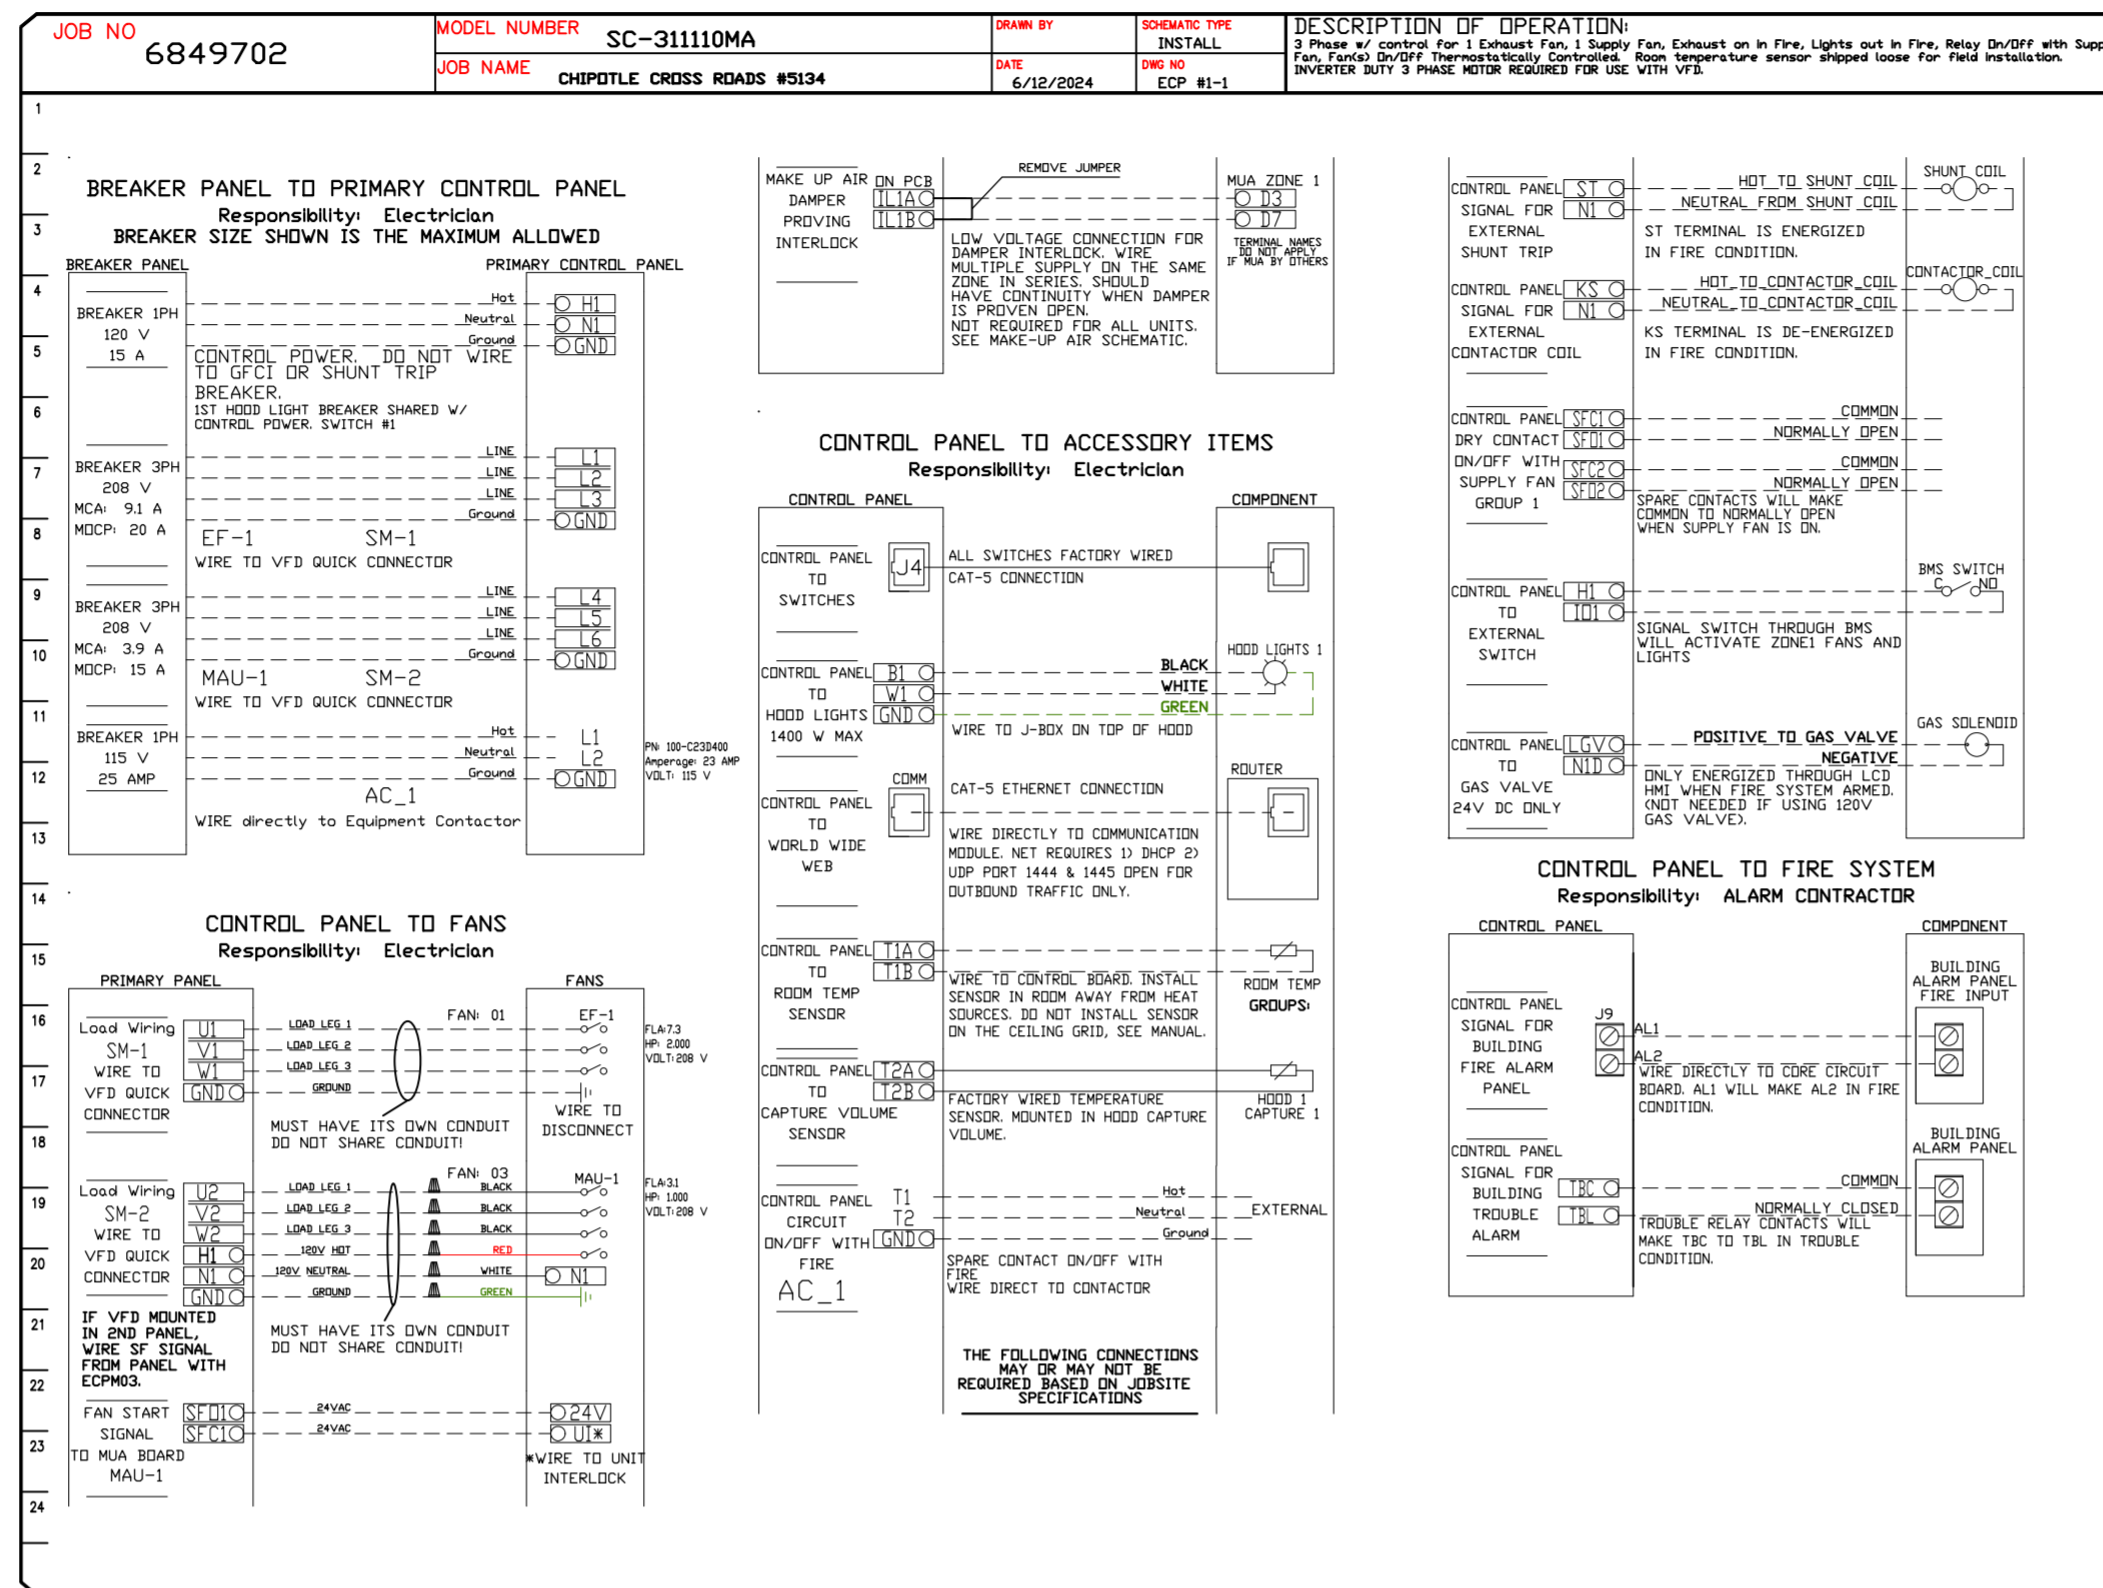 JOB NO
6849702
MODEL NUMBER
SC-311110MA
JOB NAME
CHIPOTLE CROSS ROADS #5134
DRAWN BY
DATE
6/12/2024
SCHEMATIC TYPE
INSTALL
DWG NO
ECP #1-1
DESCRIPTION OF OPERATION:
3 Phase w/ control for 1 Exhaust Fan, 1 Supply Fan, Exhaust on in Fire, Lights out in Fire, Relay On/Off with Supp
Fan, Fan(s) On/Off Thermostatically Controlled. Room temperature sensor shipped loose for field installation.
INVERTER DUTY 3 PHASE MOTOR REQUIRED FOR USE WITH VFD.
1
2
3
4
5
6
7
8
9
10
11
12
13
14
15
16
17
18
19
20
21
22
23
24
BREAKER PANEL TO PRIMARY CONTROL PANEL
Responsibility: Electrician
BREAKER SIZE SHOWN IS THE MAXIMUM ALLOWED
BREAKER PANEL
PRIMARY CONTROL PANEL
BREAKER 1PH
120 V
15 A
Hot
H1
Neutral
N1
Ground
GND
CONTROL POWER. DO NOT WIRE
TO GFCI OR SHUNT TRIP
BREAKER.
1ST HOOD LIGHT BREAKER SHARED W/
CONTROL POWER. SWITCH #1
BREAKER 3PH
208 V
MCA: 9.1 A
MOCP: 20 A
LINE
L1
LINE
L2
LINE
L3
Ground
GND
EF-1 SM-1
WIRE TO VFD QUICK CONNECTOR
BREAKER 3PH
208 V
MCA: 3.9 A
MOCP: 15 A
LINE
L4
LINE
L5
LINE
L6
Ground
GND
MAU-1 SM-2
WIRE TO VFD QUICK CONNECTOR
BREAKER 1PH
115 V
25 AMP
Hot
L1
Neutral
L2
Ground
GND
PN: 100-C23D400
Amperage: 23 AMP
VOLT: 115 V
AC_1
WIRE directly to Equipment Contactor
CONTROL PANEL TO FANS
Responsibility: Electrician
PRIMARY PANEL
FANS
Load Wiring
SM-1
WIRE TO
VFD QUICK
CONNECTOR
U1
V1
W1
GND
LOAD LEG 1
LOAD LEG 2
LOAD LEG 3
GROUND
FAN: 01
EF-1
FLA:7.3
HP: 2.000
VOLT:208 V
WIRE TO
DISCONNECT
MUST HAVE ITS OWN CONDUIT
DO NOT SHARE CONDUIT!
Load Wiring
SM-2
WIRE TO
VFD QUICK
CONNECTOR
U2
V2
W2
H1
N1
GND
LOAD LEG 1
LOAD LEG 2
LOAD LEG 3
120V HOT
120V NEUTRAL
GROUND
FAN: 03
BLACK
BLACK
BLACK
RED
WHITE
GREEN
MAU-1
N1
FLA:3.1
HP: 1.000
VOLT:208 V
MUST HAVE ITS OWN CONDUIT
DO NOT SHARE CONDUIT!
IF VFD MOUNTED
IN 2ND PANEL,
WIRE SF SIGNAL
FROM PANEL WITH
ECPM03.
FAN START
SIGNAL
TO MUA BOARD
MAU-1
SFO1
SFC1
24VAC
24VAC
24V
UI*
*WIRE TO UNIT
INTERLOCK
MAKE UP AIR
DAMPER
PROVING
INTERLOCK
ON PCB
IL1A
IL1B
REMOVE JUMPER
MUA ZONE 1
D3
D7
TERMINAL NAMES
DO NOT APPLY
IF MUA BY OTHERS
LOW VOLTAGE CONNECTION FOR
DAMPER INTERLOCK. WIRE
MULTIPLE SUPPLY ON THE SAME
ZONE IN SERIES. SHOULD
HAVE CONTINUITY WHEN DAMPER
IS PROVEN OPEN.
NOT REQUIRED FOR ALL UNITS.
SEE MAKE-UP AIR SCHEMATIC.
CONTROL PANEL TO ACCESSORY ITEMS
Responsibility: Electrician
CONTROL PANEL
COMPONENT
CONTROL PANEL
TO
SWITCHES
J4
ALL SWITCHES FACTORY WIRED
CAT-5 CONNECTION
CONTROL PANEL
TO
HOOD LIGHTS
1400 W MAX
B1
W1
GND
BLACK
WHITE
GREEN
HOOD LIGHTS 1
WIRE TO J-BOX ON TOP OF HOOD
CONTROL PANEL
TO
WORLD WIDE
WEB
COMM
CAT-5 ETHERNET CONNECTION
ROUTER
WIRE DIRECTLY TO COMMUNICATION
MODULE. NET REQUIRES 1) DHCP 2)
UDP PORT 1444 & 1445 OPEN FOR
OUTBOUND TRAFFIC ONLY.
CONTROL PANEL
TO
ROOM TEMP
SENSOR
T1A
T1B
WIRE TO CONTROL BOARD. INSTALL
SENSOR IN ROOM AWAY FROM HEAT
SOURCES. DO NOT INSTALL SENSOR
ON THE CEILING GRID, SEE MANUAL.
ROOM TEMP
GROUPS:
CONTROL PANEL
TO
CAPTURE VOLUME
SENSOR
T2A
T2B
FACTORY WIRED TEMPERATURE
SENSOR. MOUNTED IN HOOD CAPTURE
VOLUME.
HOOD 1
CAPTURE 1
CONTROL PANEL
CIRCUIT
ON/OFF WITH
FIRE
AC_1
T1
T2
GND
Hot
Neutral
Ground
EXTERNAL
SPARE CONTACT ON/OFF WITH
FIRE
WIRE DIRECT TO CONTACTOR
THE FOLLOWING CONNECTIONS
MAY OR MAY NOT BE
REQUIRED BASED ON JOBSITE
SPECIFICATIONS
CONTROL PANEL
SIGNAL FOR
EXTERNAL
SHUNT TRIP
ST
N1
HOT TO SHUNT COIL
NEUTRAL FROM SHUNT COIL
SHUNT COIL
ST TERMINAL IS ENERGIZED
IN FIRE CONDITION.
CONTROL PANEL
SIGNAL FOR
EXTERNAL
CONTACTOR COIL
KS
N1
HOT TO CONTACTOR COIL
NEUTRAL TO CONTACTOR COIL
CONTACTOR COIL
KS TERMINAL IS DE-ENERGIZED
IN FIRE CONDITION.
CONTROL PANEL
DRY CONTACT
ON/OFF WITH
SUPPLY FAN
GROUP 1
SFC1
SFO1
SFC2
SFO2
COMMON
NORMALLY OPEN
COMMON
NORMALLY OPEN
SPARE CONTACTS WILL MAKE
COMMON TO NORMALLY OPEN
WHEN SUPPLY FAN IS ON.
CONTROL PANEL
TO
EXTERNAL
SWITCH
H1
IO1
BMS SWITCH
C NO
SIGNAL SWITCH THROUGH BMS
WILL ACTIVATE ZONE1 FANS AND
LIGHTS
CONTROL PANEL
TO
GAS VALVE
24V DC ONLY
LGV
N1D
POSITIVE TO GAS VALVE
NEGATIVE
GAS SOLENOID
ONLY ENERGIZED THROUGH LCD
HMI WHEN FIRE SYSTEM ARMED.
(NOT NEEDED IF USING 120V
GAS VALVE).
CONTROL PANEL TO FIRE SYSTEM
Responsibility: ALARM CONTRACTOR
CONTROL PANEL
COMPONENT
CONTROL PANEL
SIGNAL FOR
BUILDING
FIRE ALARM
PANEL
J9
AL1
AL2
BUILDING
ALARM PANEL
FIRE INPUT
WIRE DIRECTLY TO CORE CIRCUIT
BOARD. AL1 WILL MAKE AL2 IN FIRE
CONDITION.
CONTROL PANEL
SIGNAL FOR
BUILDING
TROUBLE
ALARM
TBC
TBL
COMMON
NORMALLY CLOSED
BUILDING
ALARM PANEL
TROUBLE RELAY CONTACTS WILL
MAKE TBC TO TBL IN TROUBLE
CONDITION.